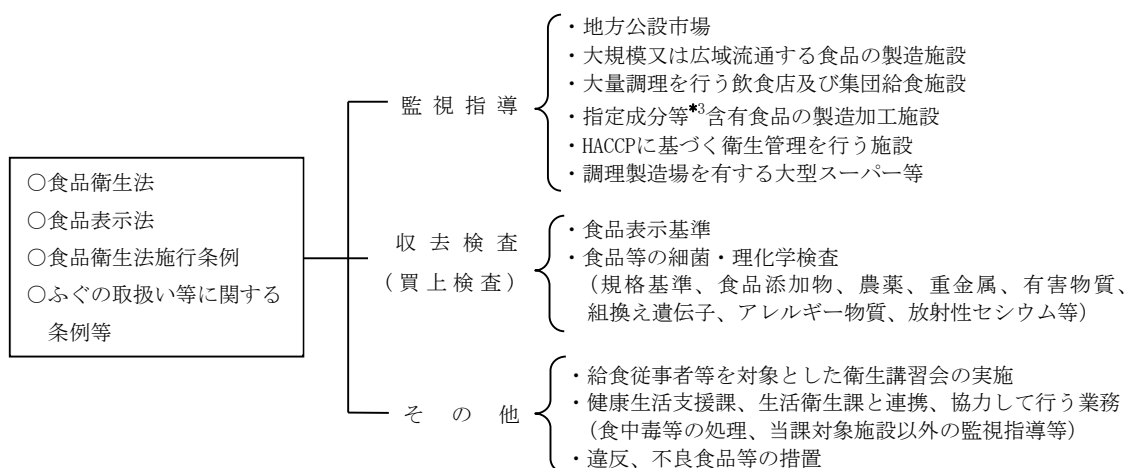 ○食品衛生法
○食品表示法
○食品衛生法施行条例
○ふぐの取扱い等に関する
条例等
監視指導
・地方公設市場
・大規模又は広域流通する食品の製造施設
・大量調理を行う飲食店及び集団給食施設
・指定成分等*3含有食品の製造加工施設
・HACCPに基づく衛生管理を行う施設
・調理製造場を有する大型スーパー等
収去検査
(買上検査)
・食品表示基準
・食品等の細菌・理化学検査
(規格基準、食品添加物、農薬、重金属、有害物質、
組換え遺伝子、アレルギー物質、放射性セシウム等)
その他
・給食従事者等を対象とした衛生講習会の実施
・健康生活支援課、生活衛生課と連携、協力して行う業務
(食中毒等の処理、当課対象施設以外の監視指導等)
・違反、不良食品等の措置